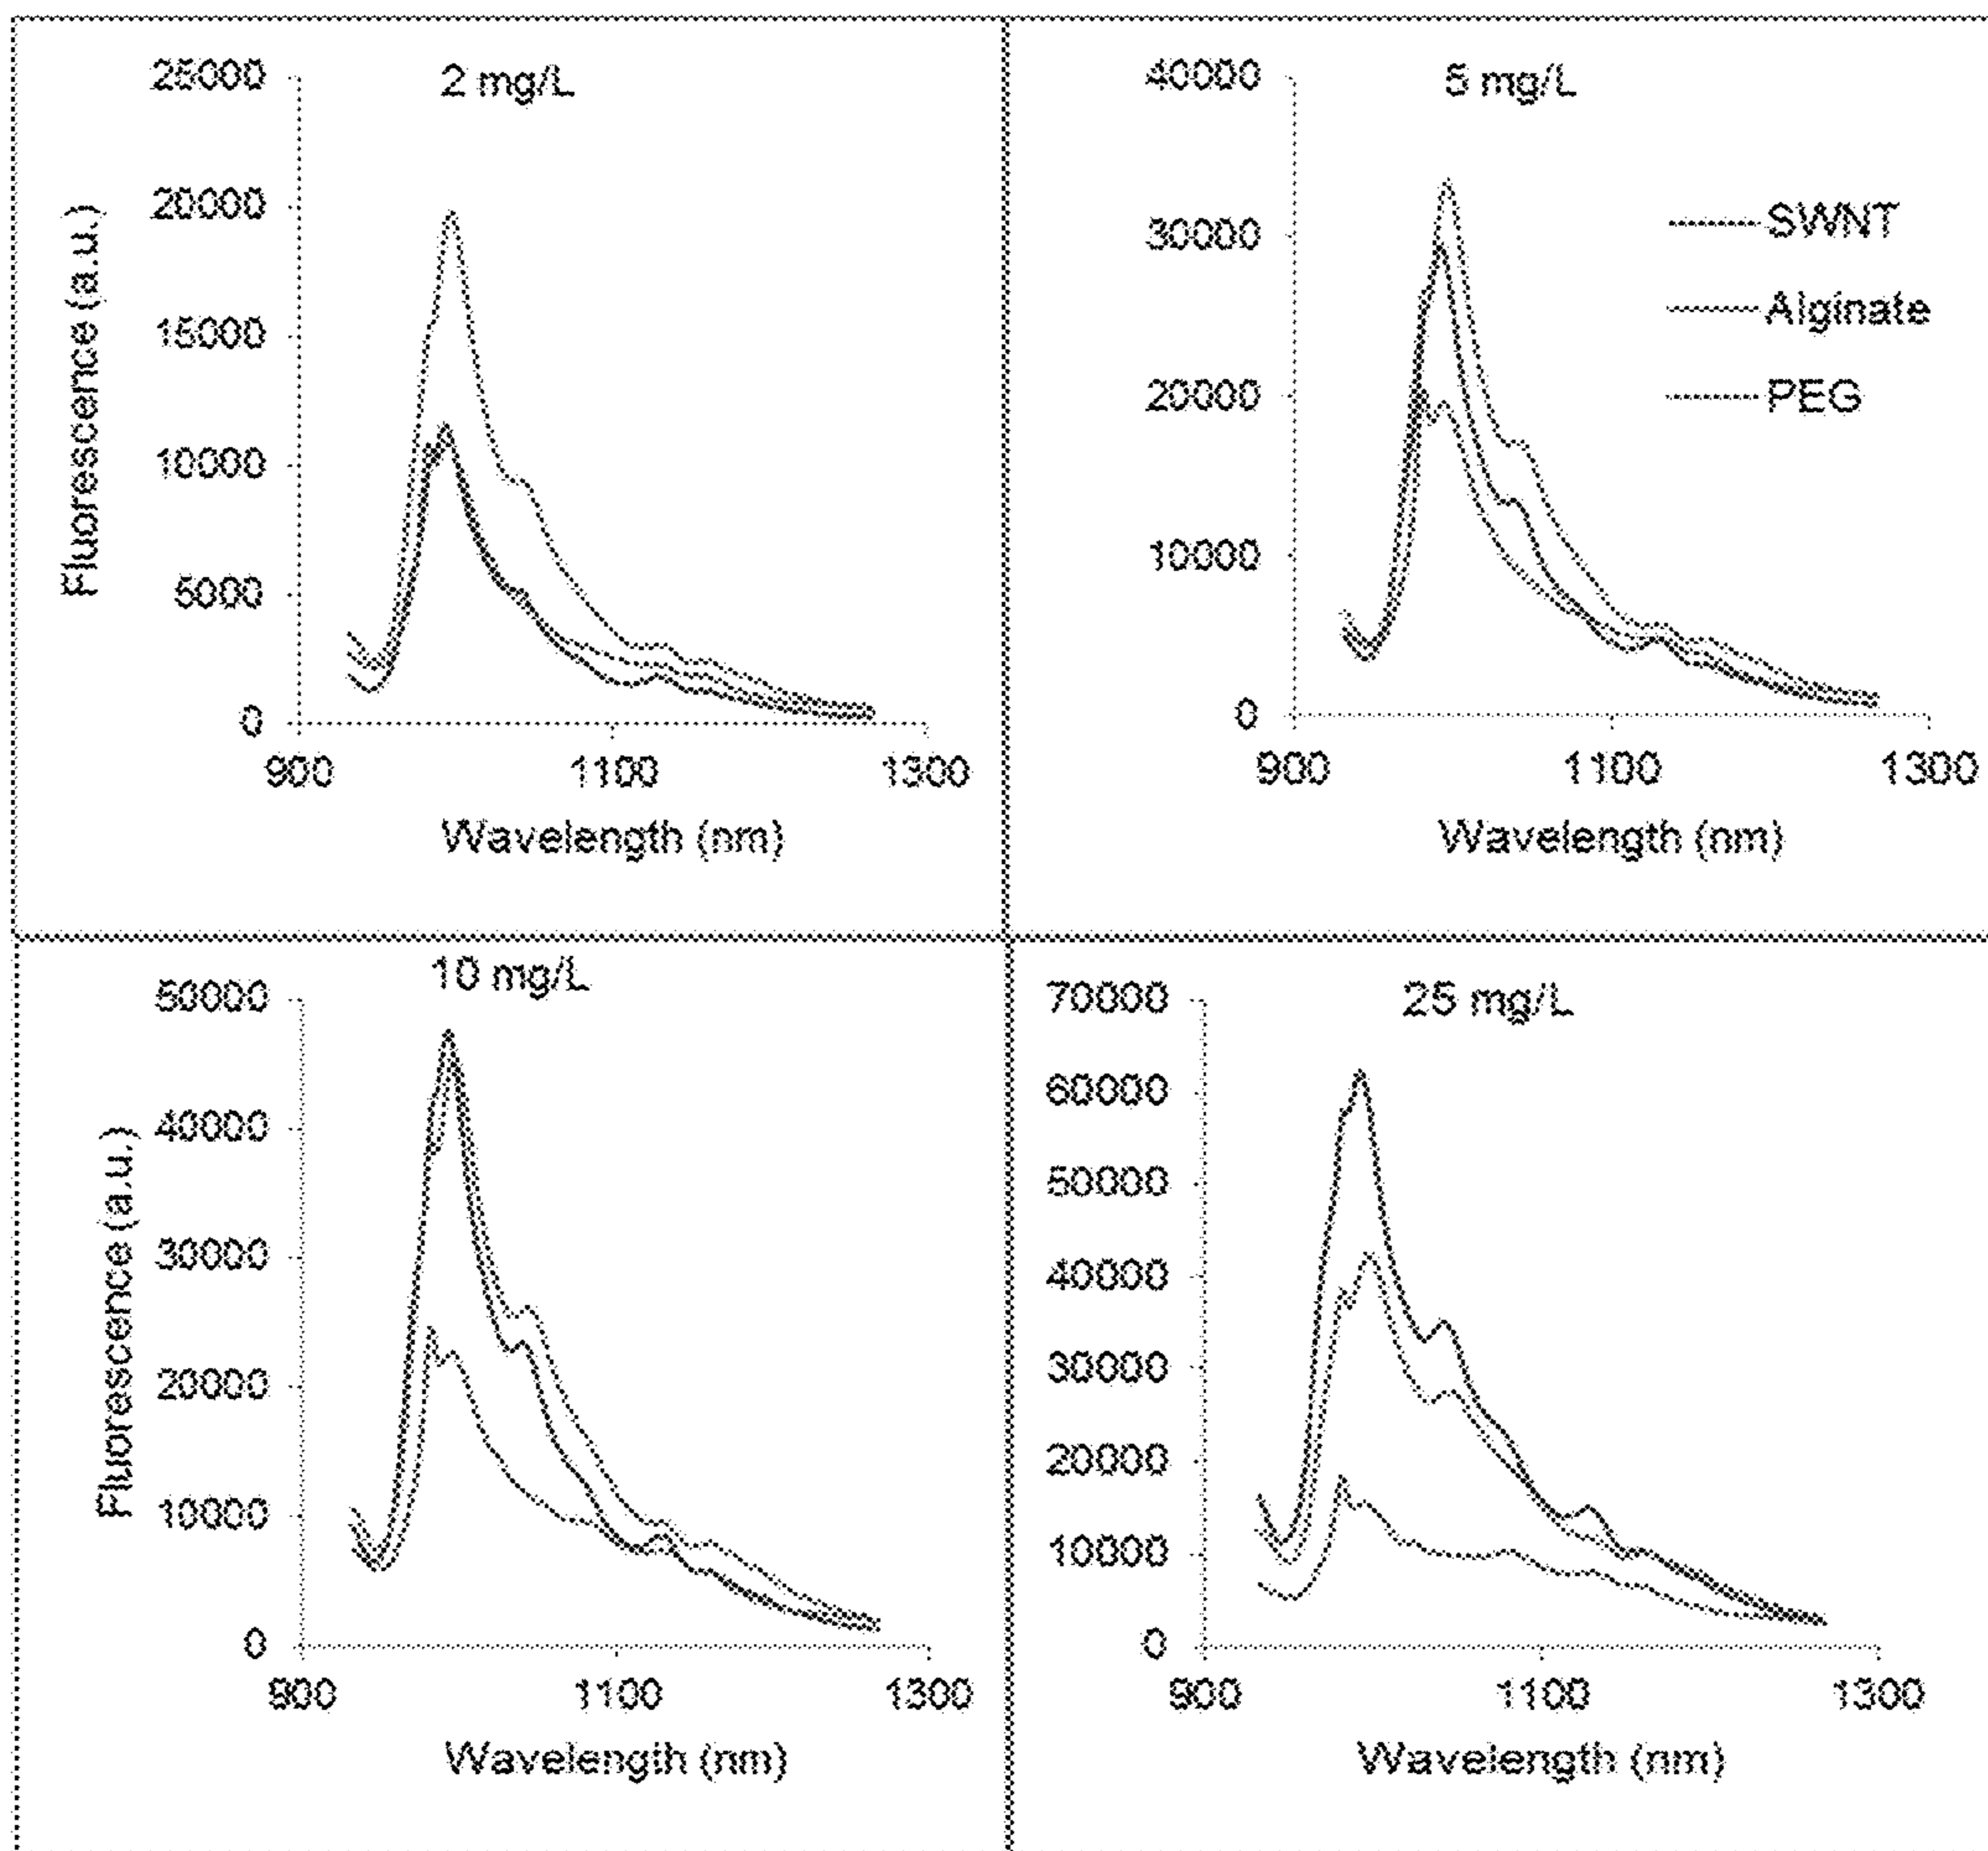 2 mg/L
25000
20000
15000
10000
5000
0
900
1100
1300
Fluorescence (a.u.)
Wavelength (nm)
5 mg/L
40000
30000
20000
10000
0
900
1100
1300
Wavelength (nm)
SWNT
Alginate
PEG
10 mg/L
50000
40000
30000
20000
10000
0
900
1100
1300
Fluorescence (a.u.)
Wavelength (nm)
25 mg/L
70000
60000
50000
40000
30000
20000
10000
0
900
1100
1300
Wavelength (nm)